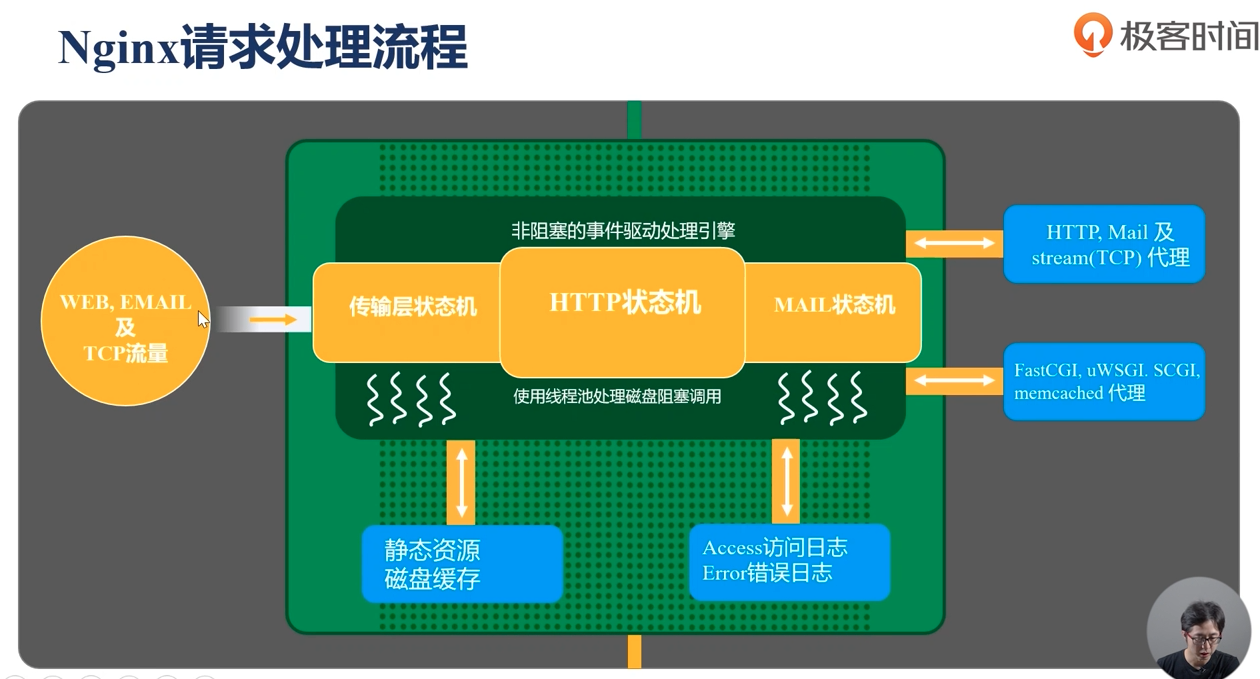 Nginx请求处理流程
极客时间
非阻塞的事件驱动处理引擎
WEB, EMAIL
及
TCP流量
传输层状态机
HTTP状态机
MAIL状态机
使用线程池处理磁盘阻塞调用
HTTP, Mail 及
stream(TCP) 代理
FastCGI, uWSGI. SCGI,
memcached 代理
静态资源
磁盘缓存
Access访问日志
Error错误日志